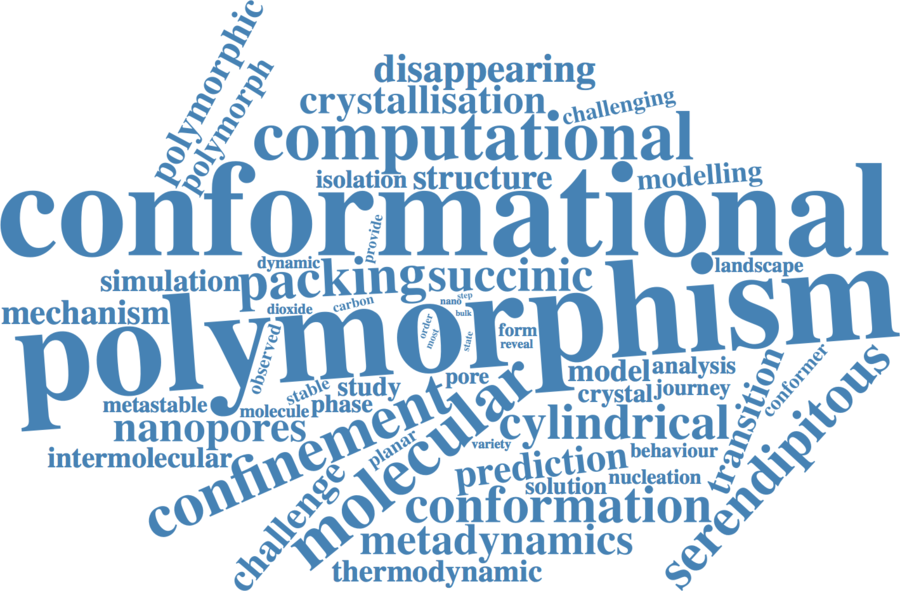 polymorphic
polymorph
disappearing
crystallisation
challenging
computational
isolation
structure
modelling
conformational
provide
dynamic
landscape
simulation
packing
succinic
mechanism
dioxide
carbon
nano
step
bulk
polymorphism
order
most
state
form
reveal
observed
stable
study
pore
model
analysis
conformer
metastable
molecule
phase
crystal
journey
transition
serendipitous
nanopores
confinement
molecular
cylindrical
planar
variety
behaviour
intermolecular
prediction
nucleation
solution
challenge
conformation
metadynamics
thermodynamic